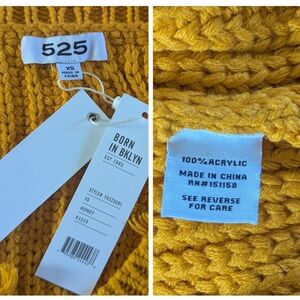 525
XS
MADE IN
CHINA
BORN
IN BKLYN
EST 1983
XS
HONEY
100% ACRYLIC
MADE IN CHINA
RN#151158
SEE REVERSE
FOR CARE